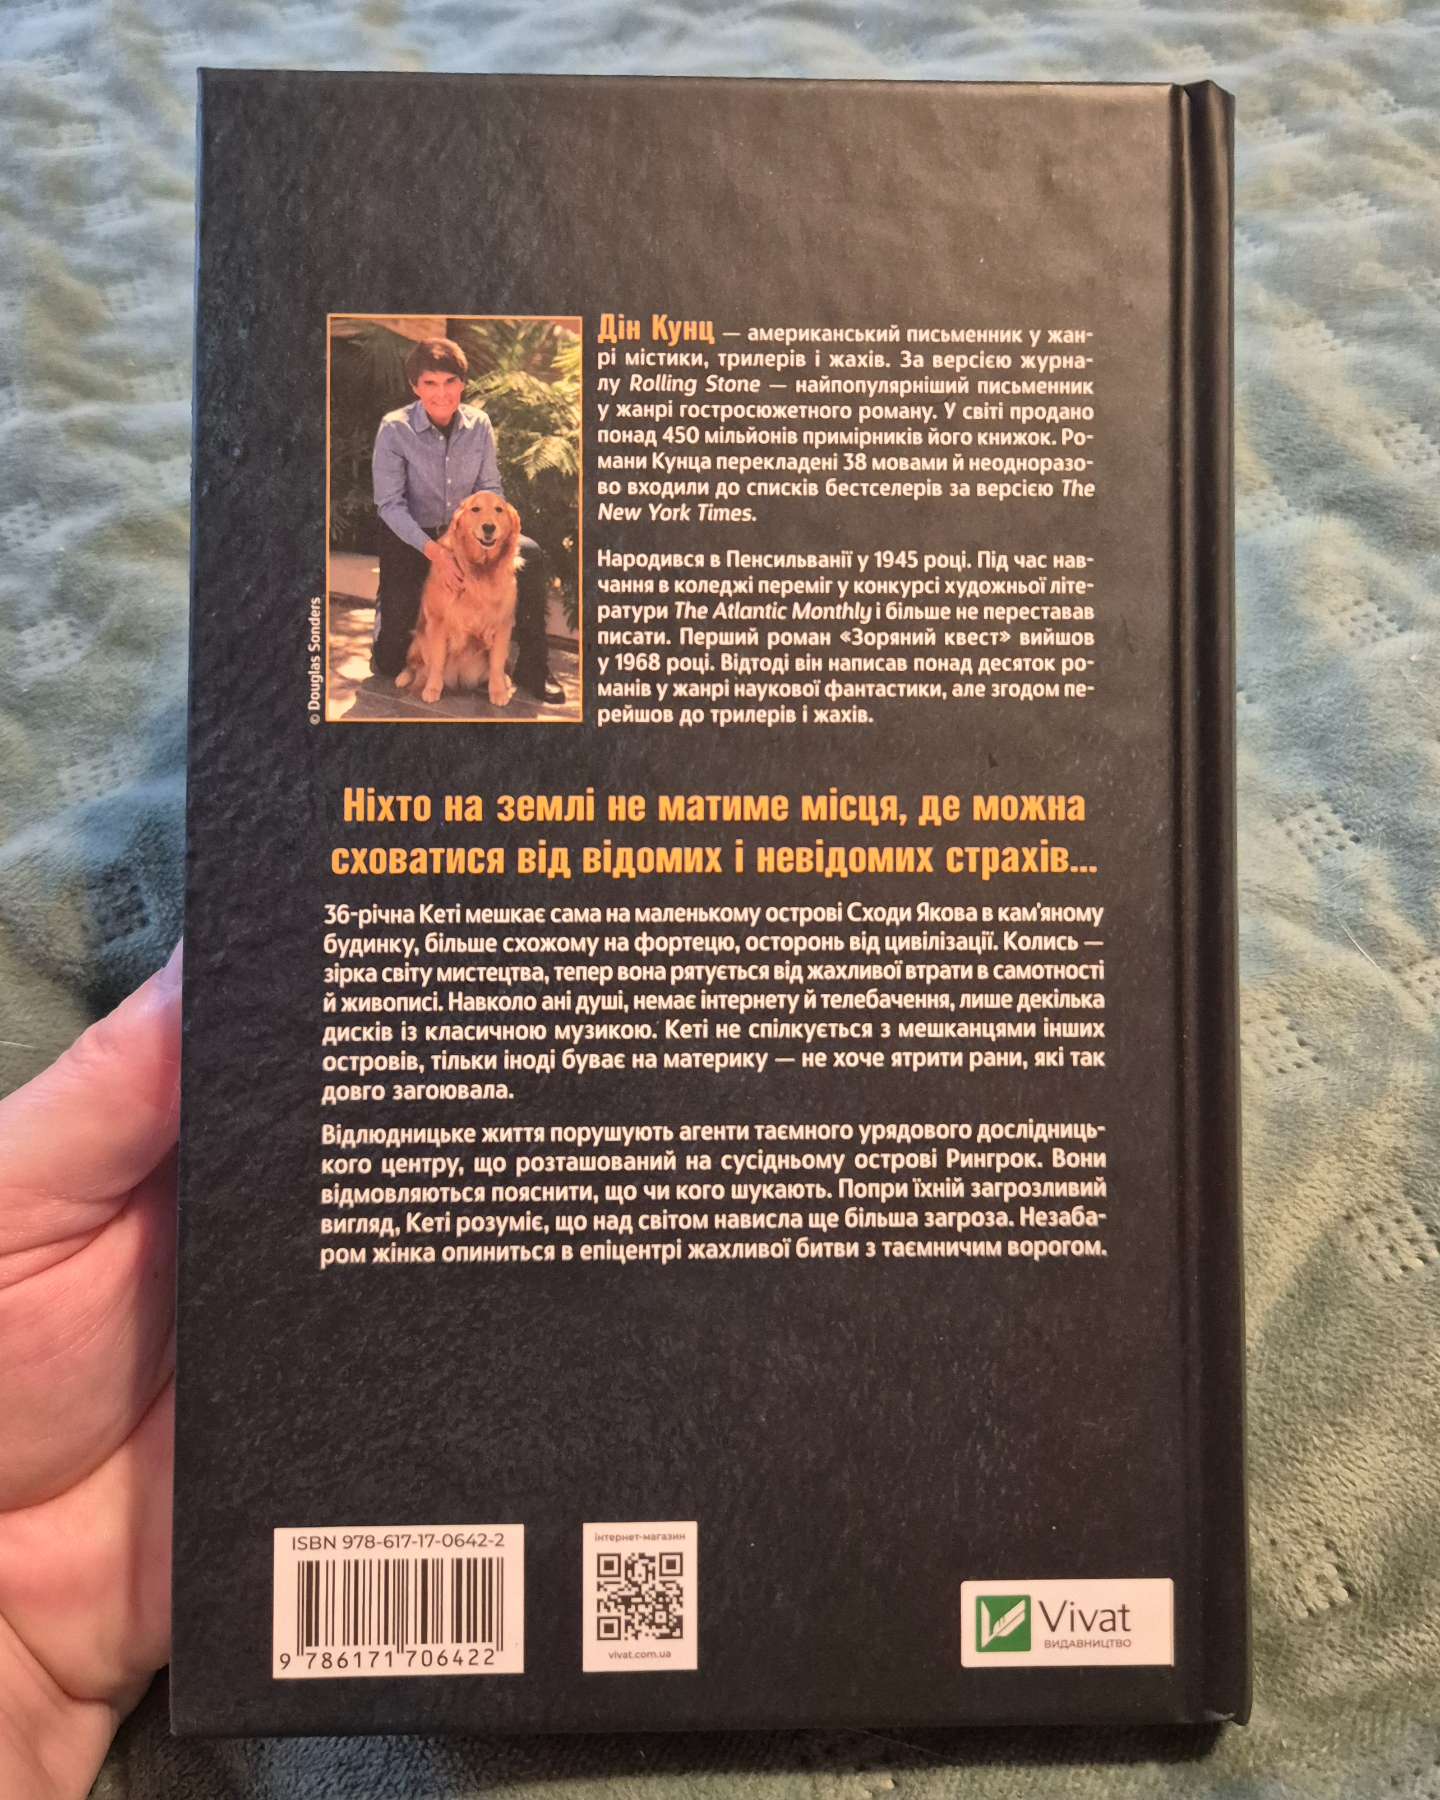 Дін Кунц — американський письменник у жан-
рі містики, трилерів і жахів. За версією журна-
лу Rolling Stone — найпопулярніший письменник
у жанрі гостросюжетного роману. У світі продано
понад 450 мільйонів примірників його книжок. Ро-
мани Кунца перекладені 38 мовами й неодноразо-
во входили до списків бестселерів за версією The
New York Times.
Народився в Пенсильванії у 1945 році. Під час нав-
чання в коледжі переміг у конкурсі художньої літе-
ратури The Atlantic Monthly і більше не переставав
писати. Перший роман «Зоряний квест» вийшов
у 1968 році. Відтоді він написав понад десяток ро-
манів у жанрі наукової фантастики, але згодом пе-
рейшов до трилерів і жахів.
© Douglas Sonders
Ніхто на землі не матиме місця, де можна
сховатися від відомих і невідомих страхів...
36-річна Кеті мешкає сама на маленькому острові Сходи Якова в кам'яному
будинку, більше схожому на фортецю, осторонь від цивілізації. Колись —
зірка світу мистецтва, тепер вона рятується від жахливої втрати в самотності
й живописі. Навколо ані душі, немає інтернету й телебачення, лише декілька
дисків із класичною музикою. Кеті не спілкується з мешканцями інших
островів, тільки іноді буває на материку — не хоче ятрити рани, які так
довго загоювала.
Відлюдницьке життя порушують агенти таємного урядового дослідниць-
кого центру, що розташований на сусідньому острові Рингрок. Вони
відмовляються пояснити, що чи кого шукають. Попри їхній загрозливий
вигляд, Кеті розуміє, що над світом нависла ще більша загроза. Незаба-
ром жінка опиниться в епіцентрі жахливої битви з таємничим ворогом.
ISBN 978-617-17-0642-2
9 786171 706422
інтернет-магазин
vivat.com.ua
Vivat
ВИДАВНИЦТВО